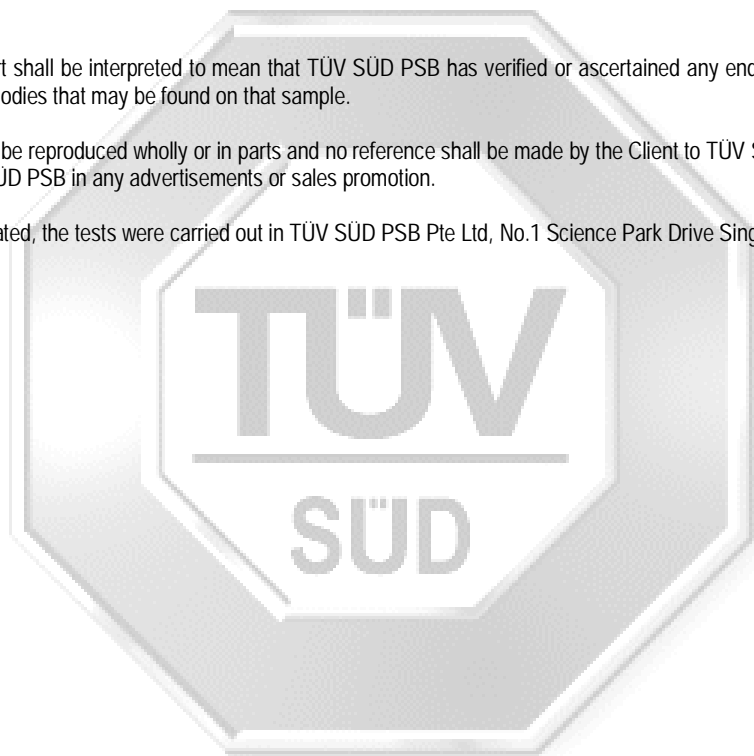 t shall be interpreted to mean that TÜV SÜD PSB has verified or ascertained any en
odies that may be found on that sample.
be reproduced wholly or in parts and no reference shall be made by the Client to TÜV S
ÜD PSB in any advertisements or sales promotion.
ated, the tests were carried out in TÜV SÜD PSB Pte Ltd, No.1 Science Park Drive Sing
TÜV
SÜD